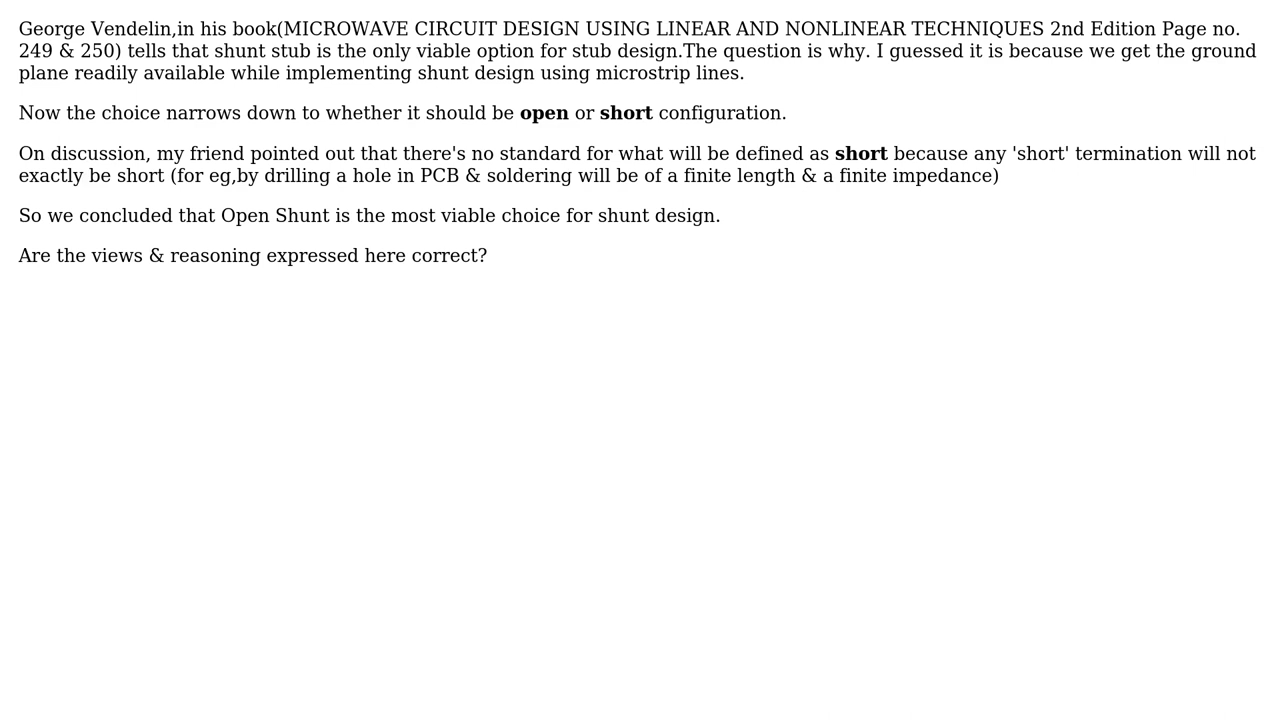 George Vendelin,in his book(MICROWAVE CIRCUIT DESIGN USING LINEAR AND NONLINEAR TECHNIQUES 2nd Edition Page no.
249 & 250) tells that shunt stub is the only viable option for stub design.The question is why. I guessed it is because we get the ground
plane readily available while implementing shunt design using microstrip lines.
Now the choice narrows down to whether it should be open or short configuration.
On discussion, my friend pointed out that there's no standard for what will be defined as short because any 'short' termination will not
exactly be short (for eg,by drilling a hole in PCB & soldering will be of a finite length & a finite impedance)
So we concluded that Open Shunt is the most viable choice for shunt design.
Are the views & reasoning expressed here correct?